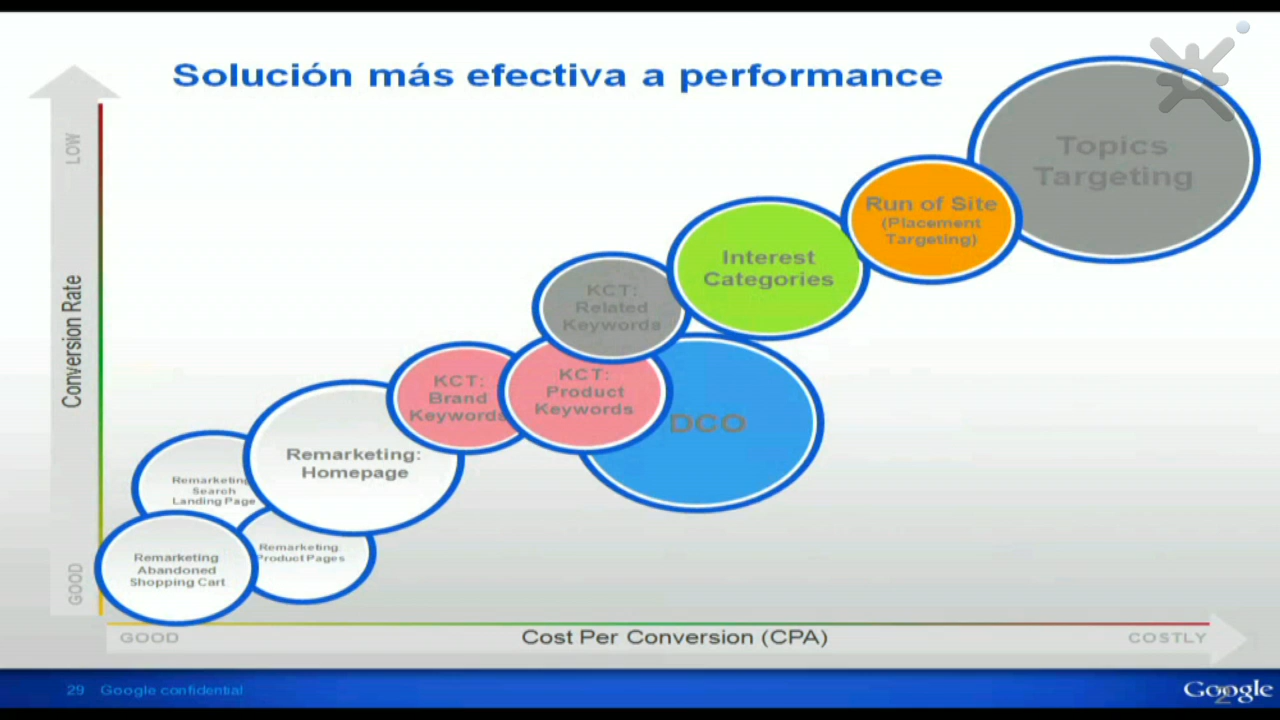 Solución más efectiva a performance
LOW
Conversion Rate
GOOD
Topics
Targeting
Run of Site
(Placement
Targeting)
Interest
Categories
KCT:
Related
Keywords
KCT:
Brand
Keywords
KCT:
Product
Keywords
DCO
Remarketing:
Homepage
Remarketing
Search
Landing Page
Remarketing
Abandoned
Shopping Cart
Remarketing:
Product Pages
GOOD
Cost Per Conversion (CPA)
COSTLY
29 Google confidential
Google
2